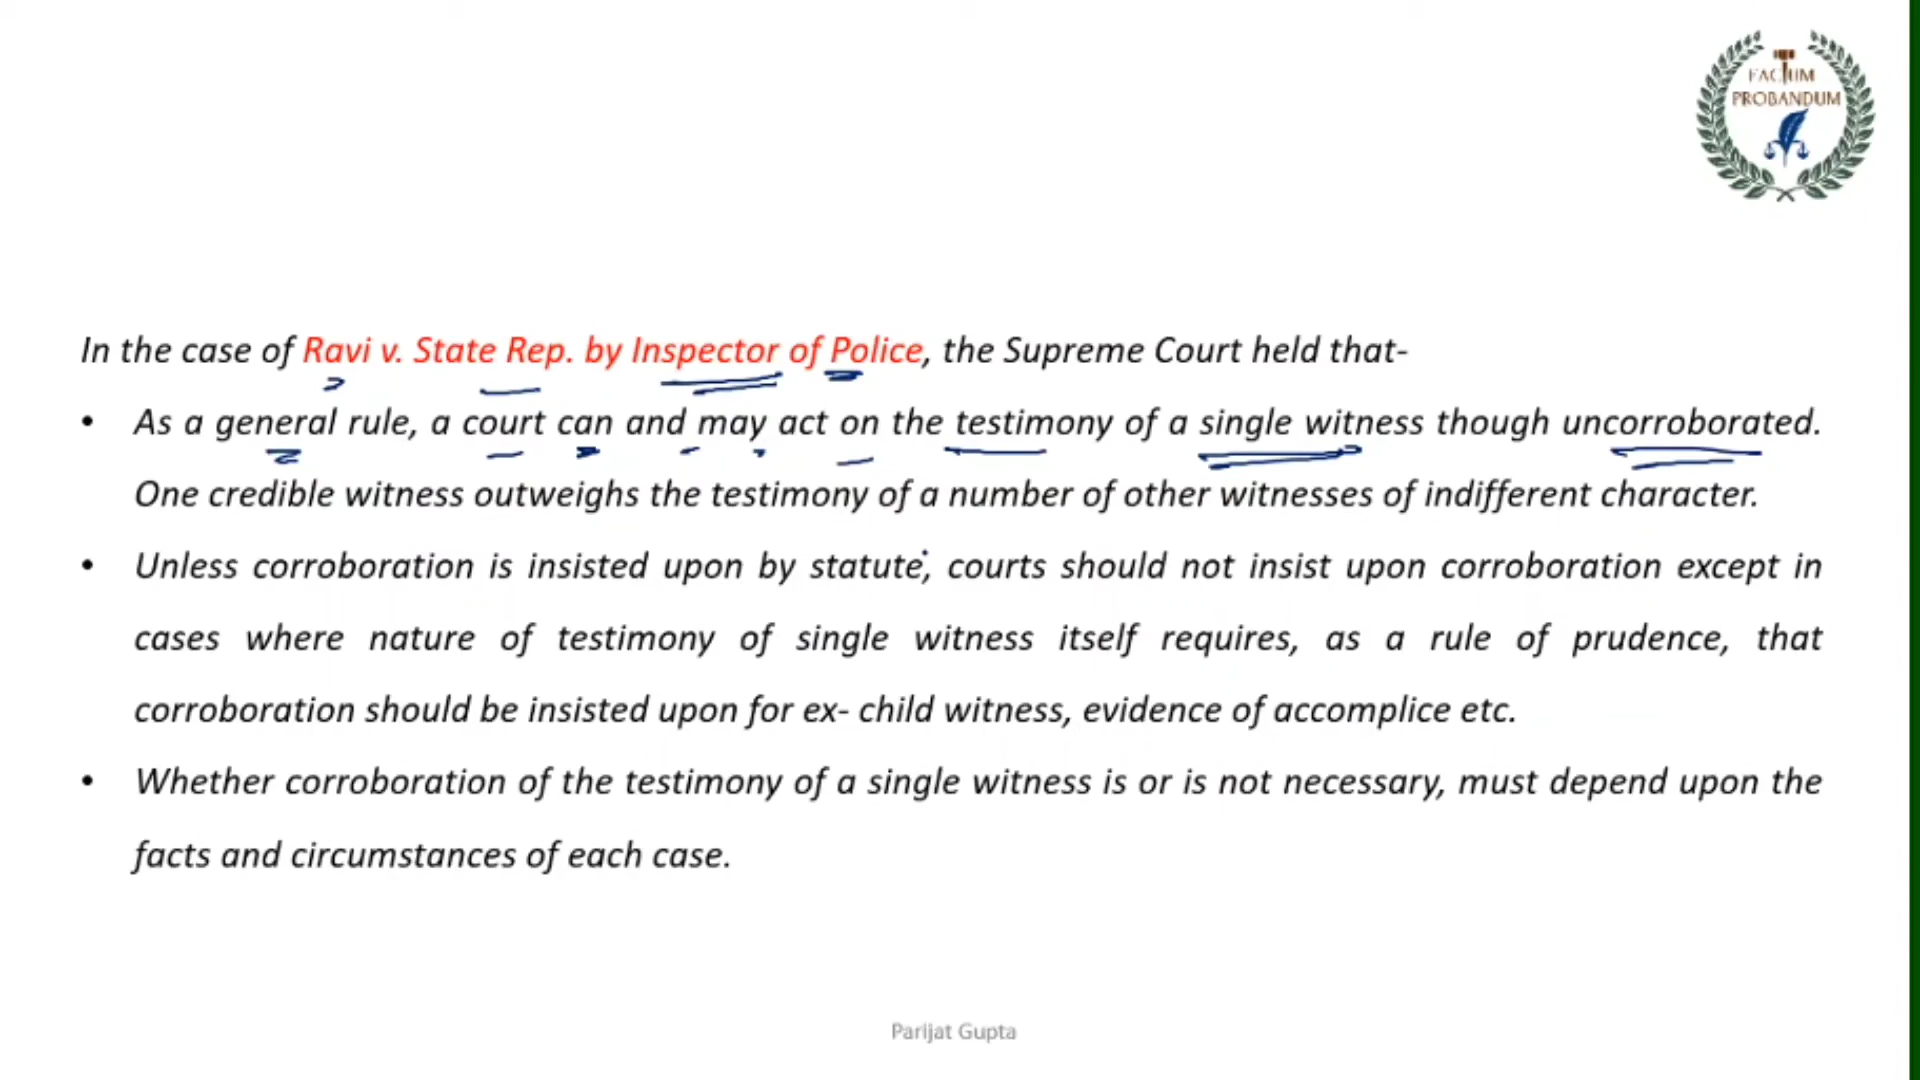 FACTUM
PROBANDUM
In the case of Ravi v. State Rep. by Inspector of Police, the Supreme Court held that-
• As a general rule, a court can and may act on the testimony of a single witness though uncorroborated.
One credible witness outweighs the testimony of a number of other witnesses of indifferent character.
• Unless corroboration is insisted upon by statute, courts should not insist upon corroboration except in
cases where nature of testimony of single witness itself requires, as a rule of prudence, that
corroboration should be insisted upon for ex- child witness, evidence of accomplice etc.
• Whether corroboration of the testimony of a single witness is or is not necessary, must depend upon the
facts and circumstances of each case.
Parijat Gupta